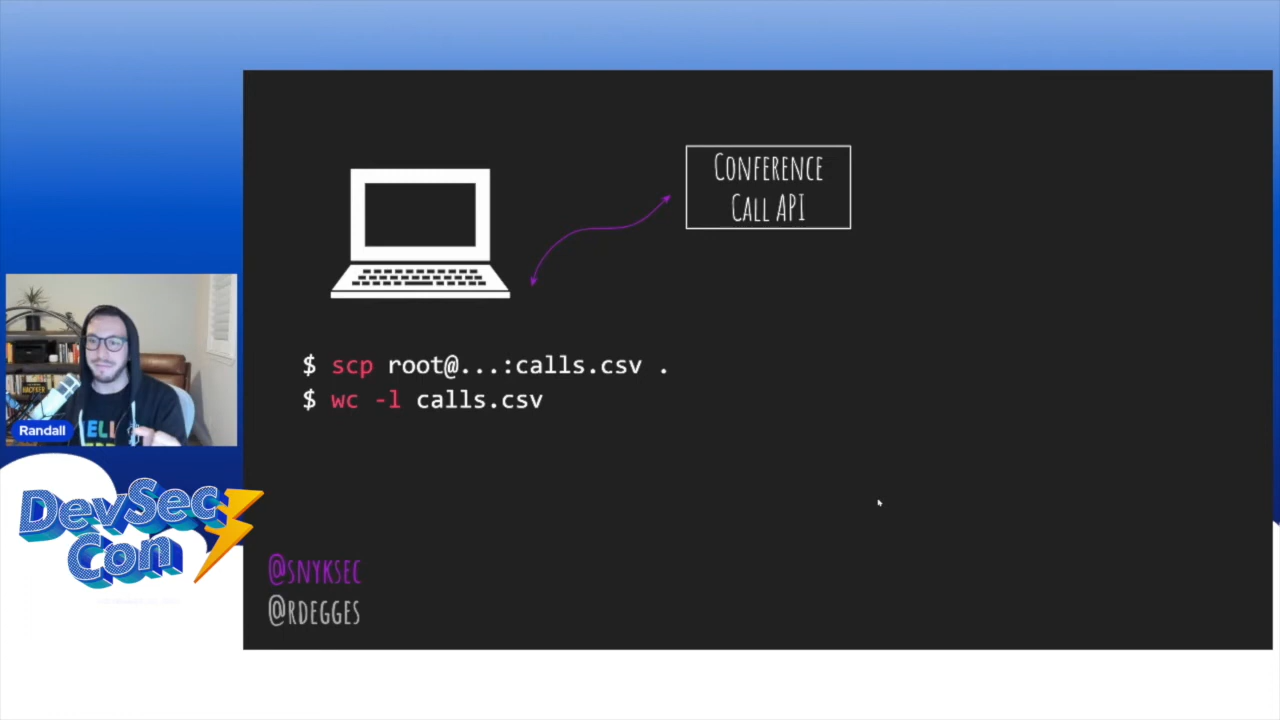 CONFERENCE
CALL API
$ scp root@...:calls.csv .
$ wc -l calls.csv
Randall
DevSec
Con
@SNYKSEC
@RDEGGES